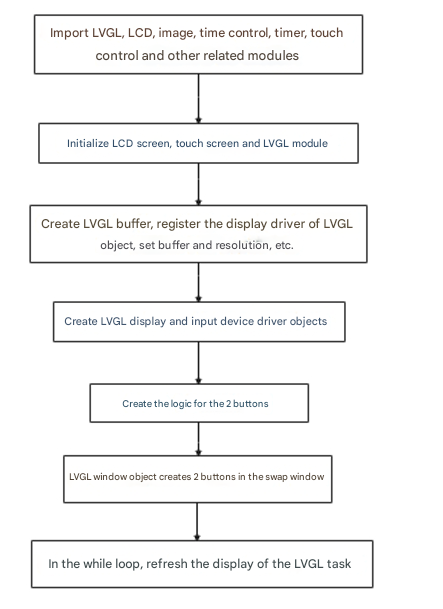 Import LVGL, LCD, image, time control, timer, touch
control and other related modules
Initialize LCD screen, touch screen and LVGL module
Create LVGL buffer, register the display driver of LVGL
object, set buffer and resolution, etc.
Create LVGL display and input device driver objects
Create the logic for the 2 buttons
LVGL window object creates 2 buttons in the swap window
In the while loop, refresh the display of the LVGL task